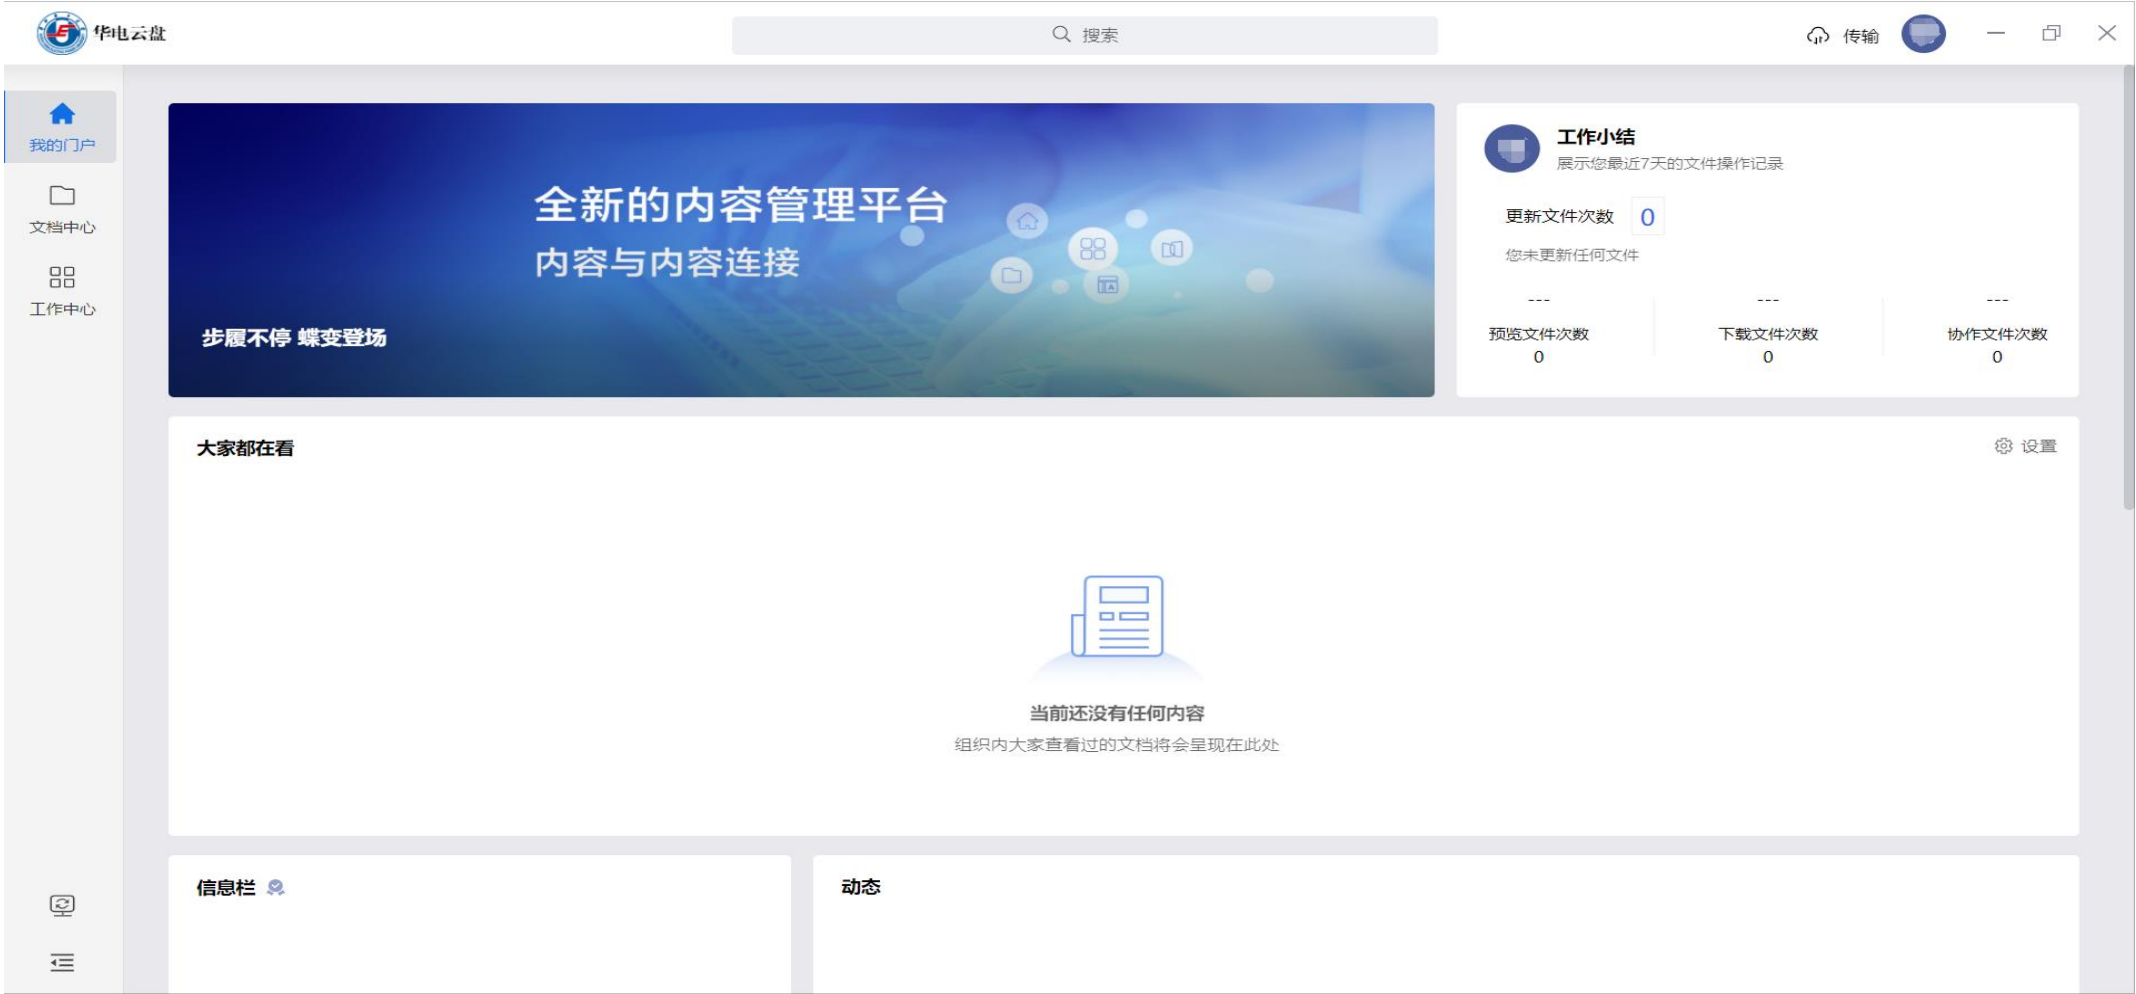 华电云盘
搜索
传输
我的门户
文档中心
工作中心
全新的内容管理平台
内容与内容连接
步履不停 蝶变登场
工作小结
展示您最近7天的文件操作记录
更新文件次数 0
您未更新任何文件
--- --- ---
预览文件次数 下载文件次数 协作文件次数
0 0 0
大家都在看
设置
当前还没有任何内容
组织内大家查看过的文档将会呈现在此处
信息栏
动态